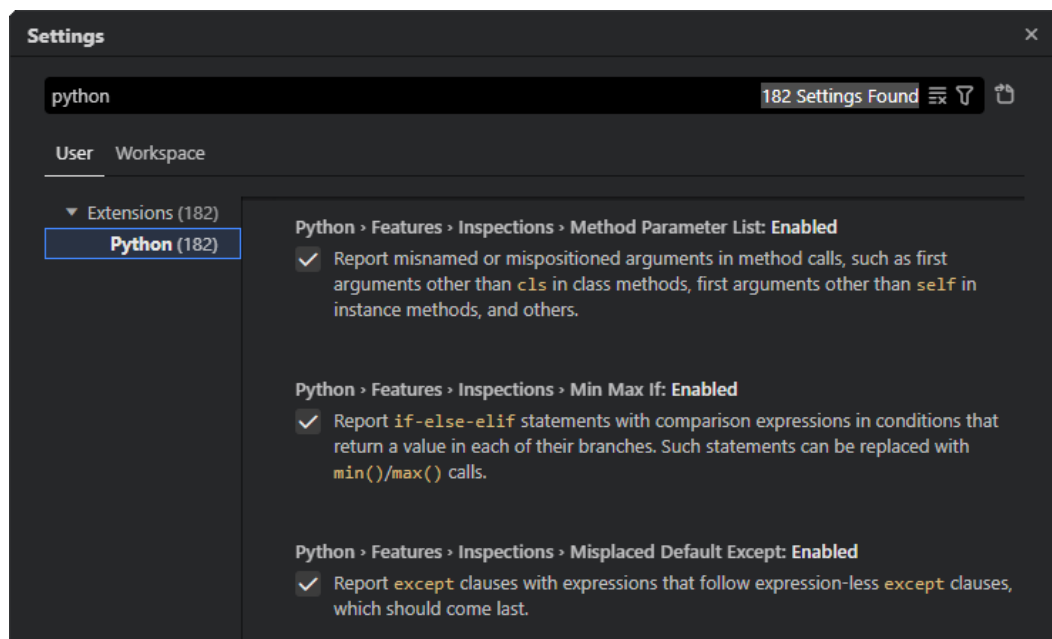 Settings
python
182 Settings Found
User Workspace
Extensions (182)
Python (182)
Python › Features › Inspections › Method Parameter List: Enabled
Report misnamed or mispositioned arguments in method calls, such as first
arguments other than cls in class methods, first arguments other than self in
instance methods, and others.
Python › Features › Inspections › Min Max If: Enabled
Report if-else-elif statements with comparison expressions in conditions that
return a value in each of their branches. Such statements can be replaced with
min()/max() calls.
Python › Features › Inspections › Misplaced Default Except: Enabled
Report except clauses with expressions that follow expression-less except clauses,
which should come last.